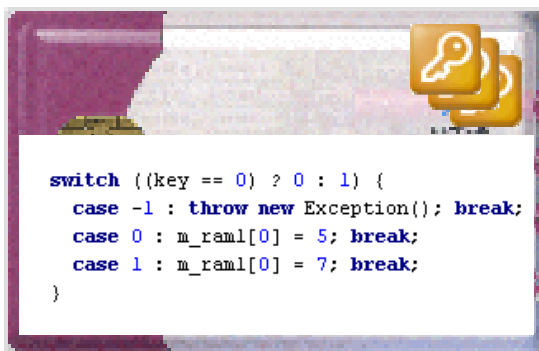 switch ((key == 0) ? 0 : 1) {
case -1 : throw new Exception(); break;
case 0 : m_ram1[0] = 5; break;
case 1 : m_ram1[0] = 7; break;
}